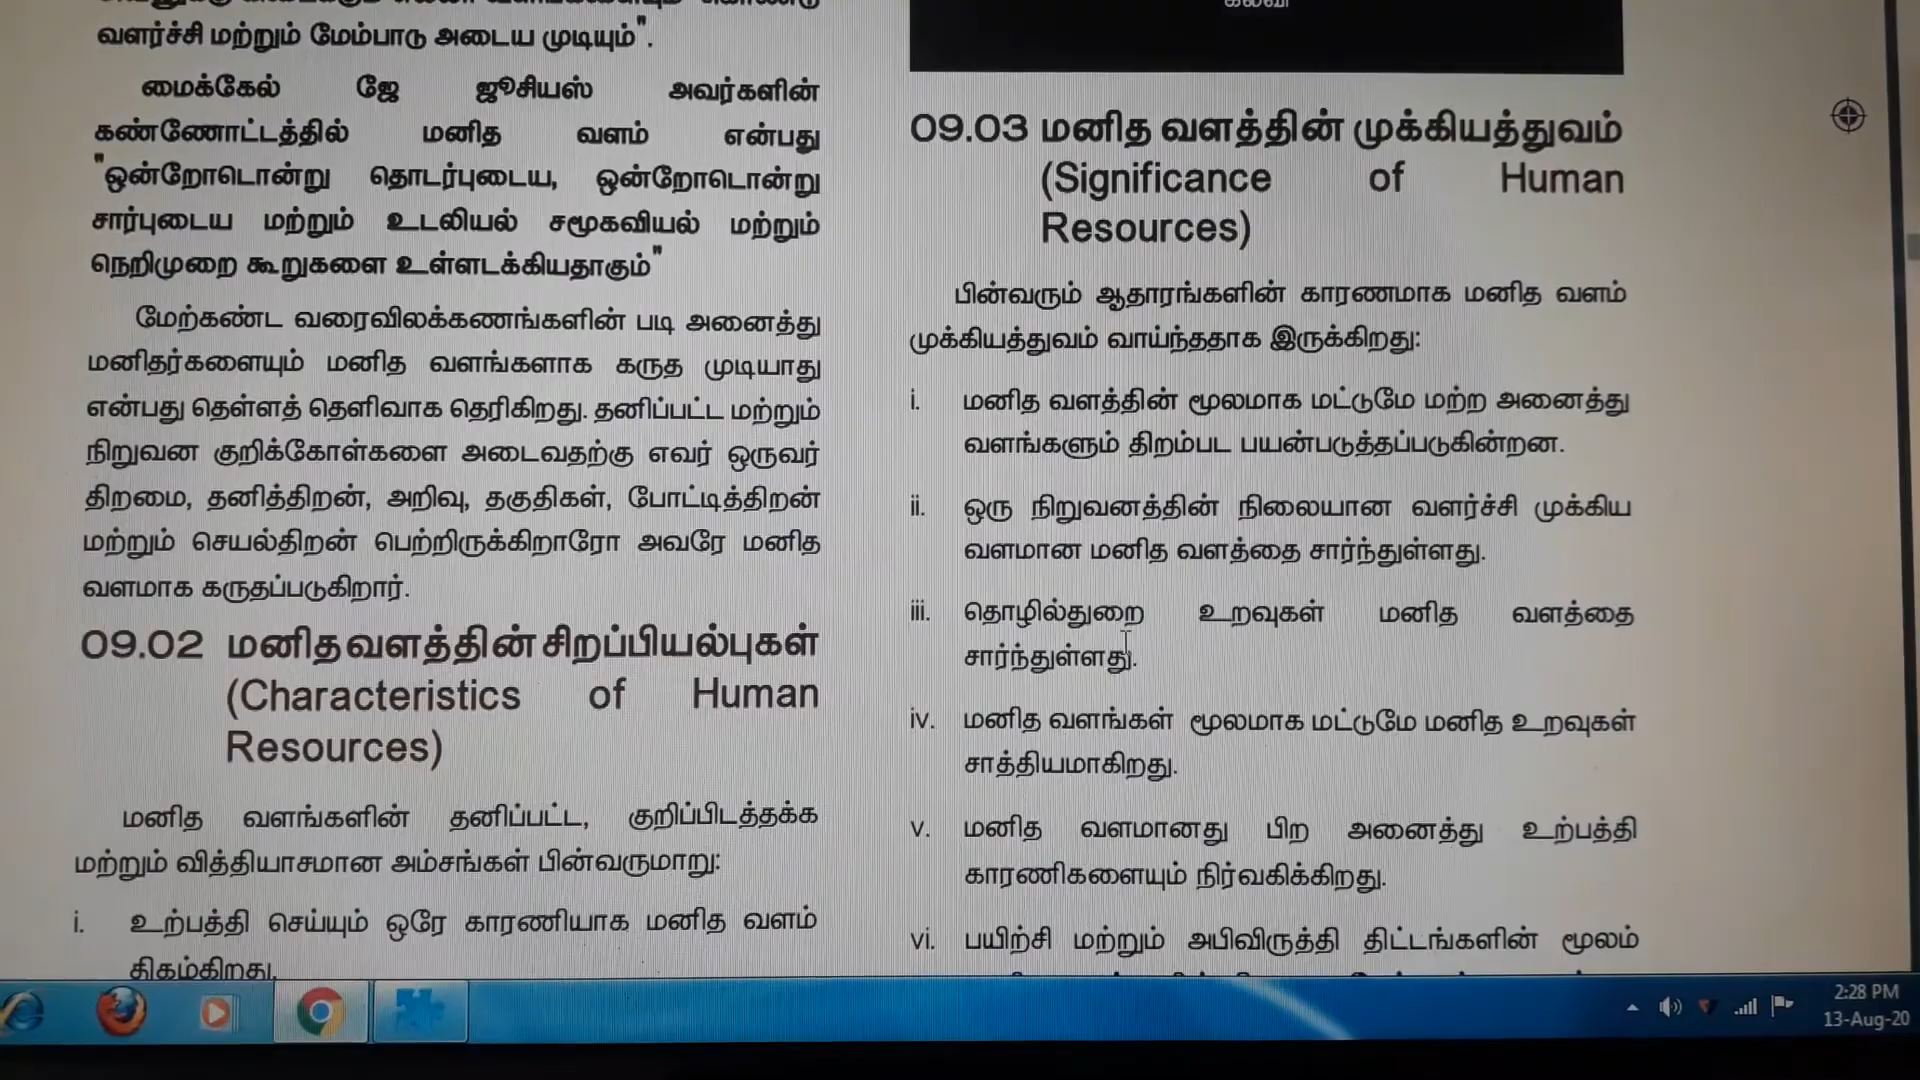 வளர்ச்சி மற்றும் மேம்பாடு அடைய முடியும்".
மைக்கேல் ஜே ஜூசியஸ் அவர்களின்
கண்ணோட்டத்தில் மனித வளம் என்பது
"ஒன்றோடொன்று தொடர்புடைய, ஒன்றோடொன்று
சார்புடைய மற்றும் உடலியல் சமூகவியல் மற்றும்
நெறிமுறை கூறுகளை உள்ளடக்கியதாகும்"
மேற்கண்ட வரைவிலக்கணங்களின் படி அனைத்து
மனிதர்களையும் மனித வளங்களாக கருத முடியாது
என்பது தெள்ளத் தெளிவாக தெரிகிறது. தனிப்பட்ட மற்றும்
நிறுவன குறிக்கோள்களை அடைவதற்கு எவர் ஒருவர்
திறமை, தனித்திறன், அறிவு, தகுதிகள், போட்டித்திறன்
மற்றும் செயல்திறன் பெற்றிருக்கிறாரோ அவரே மனித
வளமாக கருதப்படுகிறார்.
09.02 மனித வளத்தின் சிறப்பியல்புகள்
(Characteristics of Human
Resources)
மனித வளங்களின் தனிப்பட்ட, குறிப்பிடத்தக்க
மற்றும் வித்தியாசமான அம்சங்கள் பின்வருமாறு:
i. உற்பத்தி செய்யும் ஒரே காரணியாக மனித வளம்
திகழ்கிறது.
கல்வி
09.03 மனித வளத்தின் முக்கியத்துவம்
(Significance of Human
Resources)
பின்வரும் ஆதாரங்களின் காரணமாக மனித வளம்
முக்கியத்துவம் வாய்ந்ததாக இருக்கிறது:
i. மனித வளத்தின் மூலமாக மட்டுமே மற்ற அனைத்து
வளங்களும் திறம்பட பயன்படுத்தப்படுகின்றன.
ii. ஒரு நிறுவனத்தின் நிலையான வளர்ச்சி முக்கிய
வளமான மனித வளத்தை சார்ந்துள்ளது.
iii. தொழில்துறை உறவுகள் மனித வளத்தை
சார்ந்துள்ளது.
iv. மனித வளங்கள் மூலமாக மட்டுமே மனித உறவுகள்
சாத்தியமாகிறது.
v. மனித வளமானது பிற அனைத்து உற்பத்தி
காரணிகளையும் நிர்வகிக்கிறது.
vi. பயிற்சி மற்றும் அபிவிருத்தி திட்டங்களின் மூலம்
2:28 PM
13-Aug-20